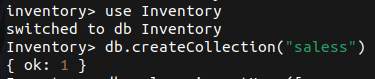 inventory> use Inventory
switched to db Inventory
Inventory> db.createCollection("saless")
{ ok: 1 }